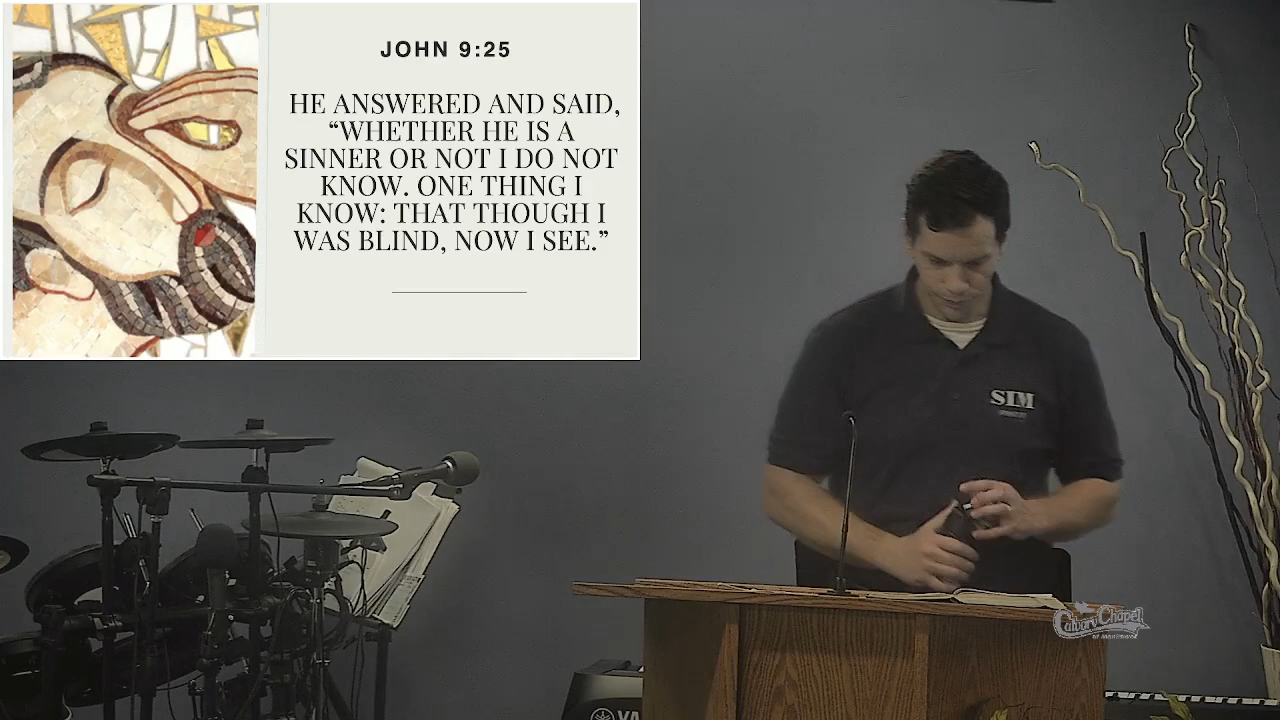 JOHN 9:25
HE ANSWERED AND SAID,
“WHETHER HE IS A
SINNER OR NOT I DO NOT
KNOW. ONE THING I
KNOW: THAT THOUGH I
WAS BLIND, NOW I SEE.”
SIM
Calvary Chapel
YA